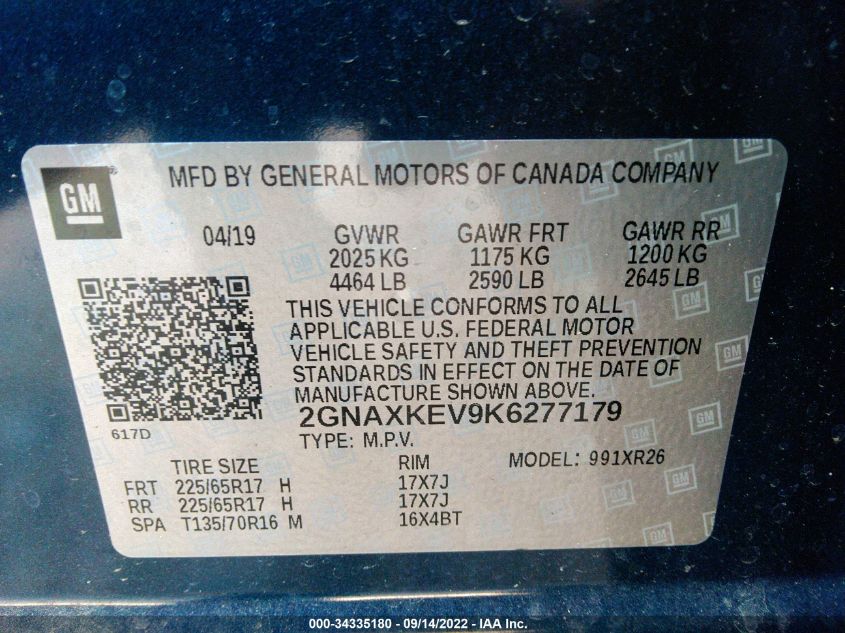 GM
MFD BY GENERAL MOTORS OF CANADA COMPANY
04/19 GVWR GAWR FRT GAWR RR
2025 KG 1175 KG 1200 KG
4464 LB 2590 LB 2645 LB
THIS VEHICLE CONFORMS TO ALL
APPLICABLE U.S. FEDERAL MOTOR
VEHICLE SAFETY AND THEFT PREVENTION
STANDARDS IN EFFECT ON THE DATE OF
MANUFACTURE SHOWN ABOVE.
2GNAXKEV9K6277179
617D
TYPE: M.P.V.
TIRE SIZE RIM MODEL: 991XR26
FRT 225/65R17 H 17X7J
RR 225/65R17 H 17X7J
SPA T135/70R16 M 16X4BT
000-34335180 - 09/14/2022 - IAA Inc.